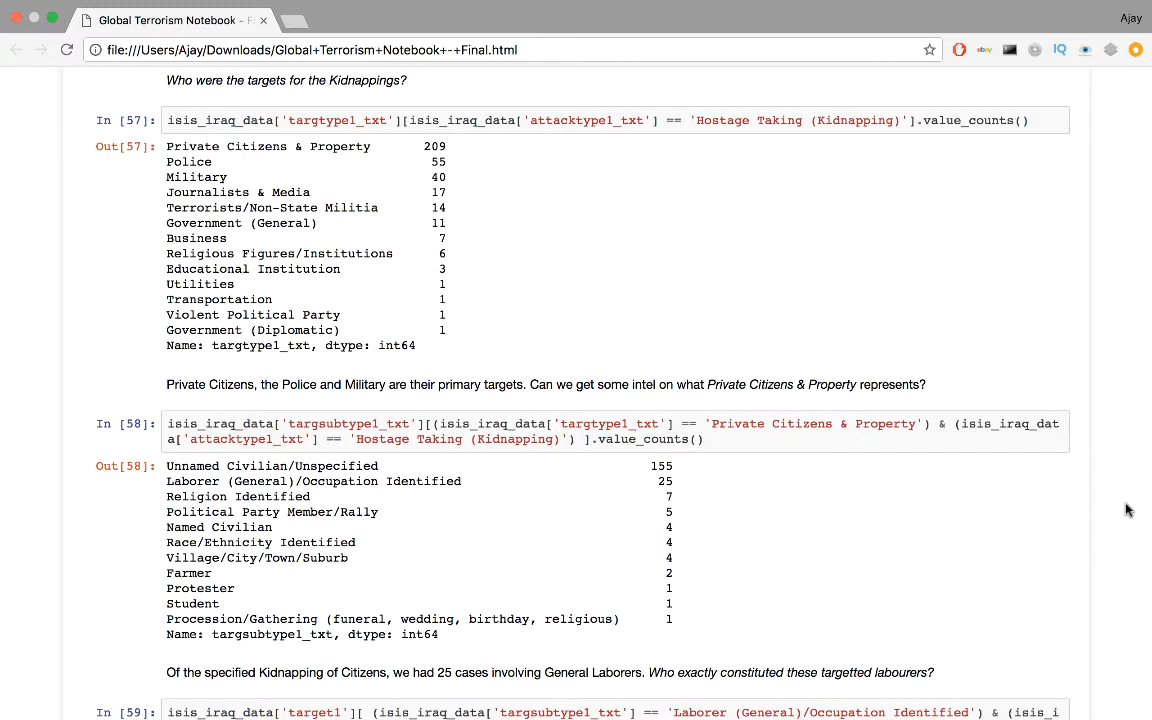 Global Terrorism Notebook - Fi
Ajay
file:///Users/Ajay/Downloads/Global+Terrorism+Notebook+-+Final.html
ebay
IQ
Who were the targets for the Kidnappings?
In [57]: isis_iraq_data['targtype1_txt'][isis_iraq_data['attacktype1_txt'] == 'Hostage Taking (Kidnapping)'].value_counts()
Out[57]: Private Citizens & Property 209
Police 55
Military 40
Journalists & Media 17
Terrorists/Non-State Militia 14
Government (General) 11
Business 7
Religious Figures/Institutions 6
Educational Institution 3
Utilities 1
Transportation 1
Violent Political Party 1
Government (Diplomatic) 1
Name: targtype1_txt, dtype: int64
Private Citizens, the Police and Military are their primary targets. Can we get some intel on what Private Citizens & Property represents?
In [58]: isis_iraq_data['targsubtype1_txt'][(isis_iraq_data['targtype1_txt'] == 'Private Citizens & Property') & (isis_iraq_dat
a['attacktype1_txt'] == 'Hostage Taking (Kidnapping)') ].value_counts()
Out[58]: Unnamed Civilian/Unspecified 155
Laborer (General)/Occupation Identified 25
Religion Identified 7
Political Party Member/Rally 5
Named Civilian 4
Race/Ethnicity Identified 4
Village/City/Town/Suburb 4
Farmer 2
Protester 1
Student 1
Procession/Gathering (funeral, wedding, birthday, religious) 1
Name: targsubtype1_txt, dtype: int64
Of the specified Kidnapping of Citizens, we had 25 cases involving General Laborers. Who exactly constituted these targetted labourers?
In [59]: isis_iraq_data['target1'][ (isis_iraq_data['targsubtype1_txt'] == 'Laborer (General)/Occupation Identified') & (isis_i